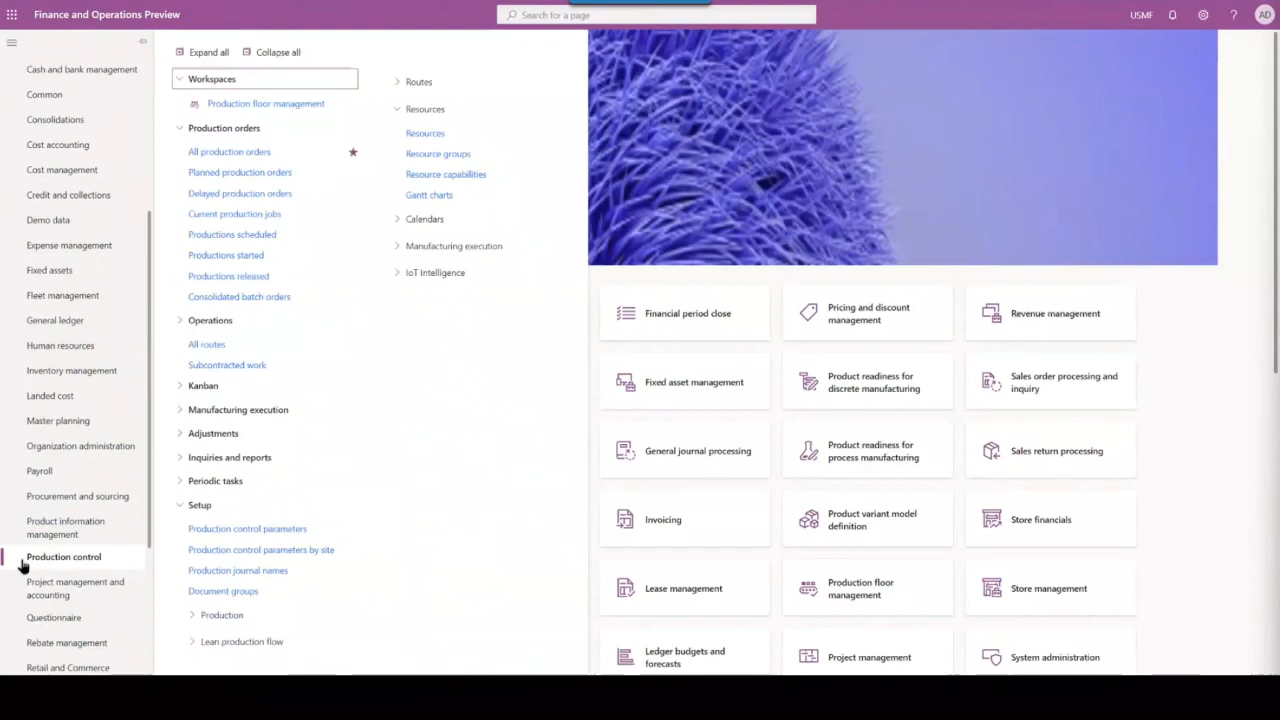 Finance and Operations Preview
Search for a page
USMF
?
AD
Cash and bank management
Common
Consolidations
Cost accounting
Cost management
Credit and collections
Demo data
Expense management
Fixed assets
Fleet management
General ledger
Human resources
Inventory management
Landed cost
Master planning
Organization administration
Payroll
Procurement and sourcing
Product information
management
Production control
Project management and
accounting
Questionnaire
Rebate management
Retail and Commerce
Expand all
Collapse all
Workspaces
Production floor management
Production orders
All production orders
Planned production orders
Delayed production orders
Current production jobs
Productions scheduled
Productions started
Productions released
Consolidated batch orders
Operations
All routes
Subcontracted work
Kanban
Manufacturing execution
Adjustments
Inquiries and reports
Periodic tasks
Setup
Production control parameters
Production control parameters by site
Production journal names
Document groups
Production
Lean production flow
Routes
Resources
Resources
Resource groups
Resource capabilities
Gantt charts
Calendars
Manufacturing execution
IoT Intelligence
Financial period close
Pricing and discount
management
Revenue management
Fixed asset management
Product readiness for
discrete manufacturing
Sales order processing and
inquiry
General journal processing
Product readiness for
process manufacturing
Sales return processing
Invoicing
Product variant model
definition
Store financials
Lease management
Production floor
management
Store management
Ledger budgets and
forecasts
Project management
System administration